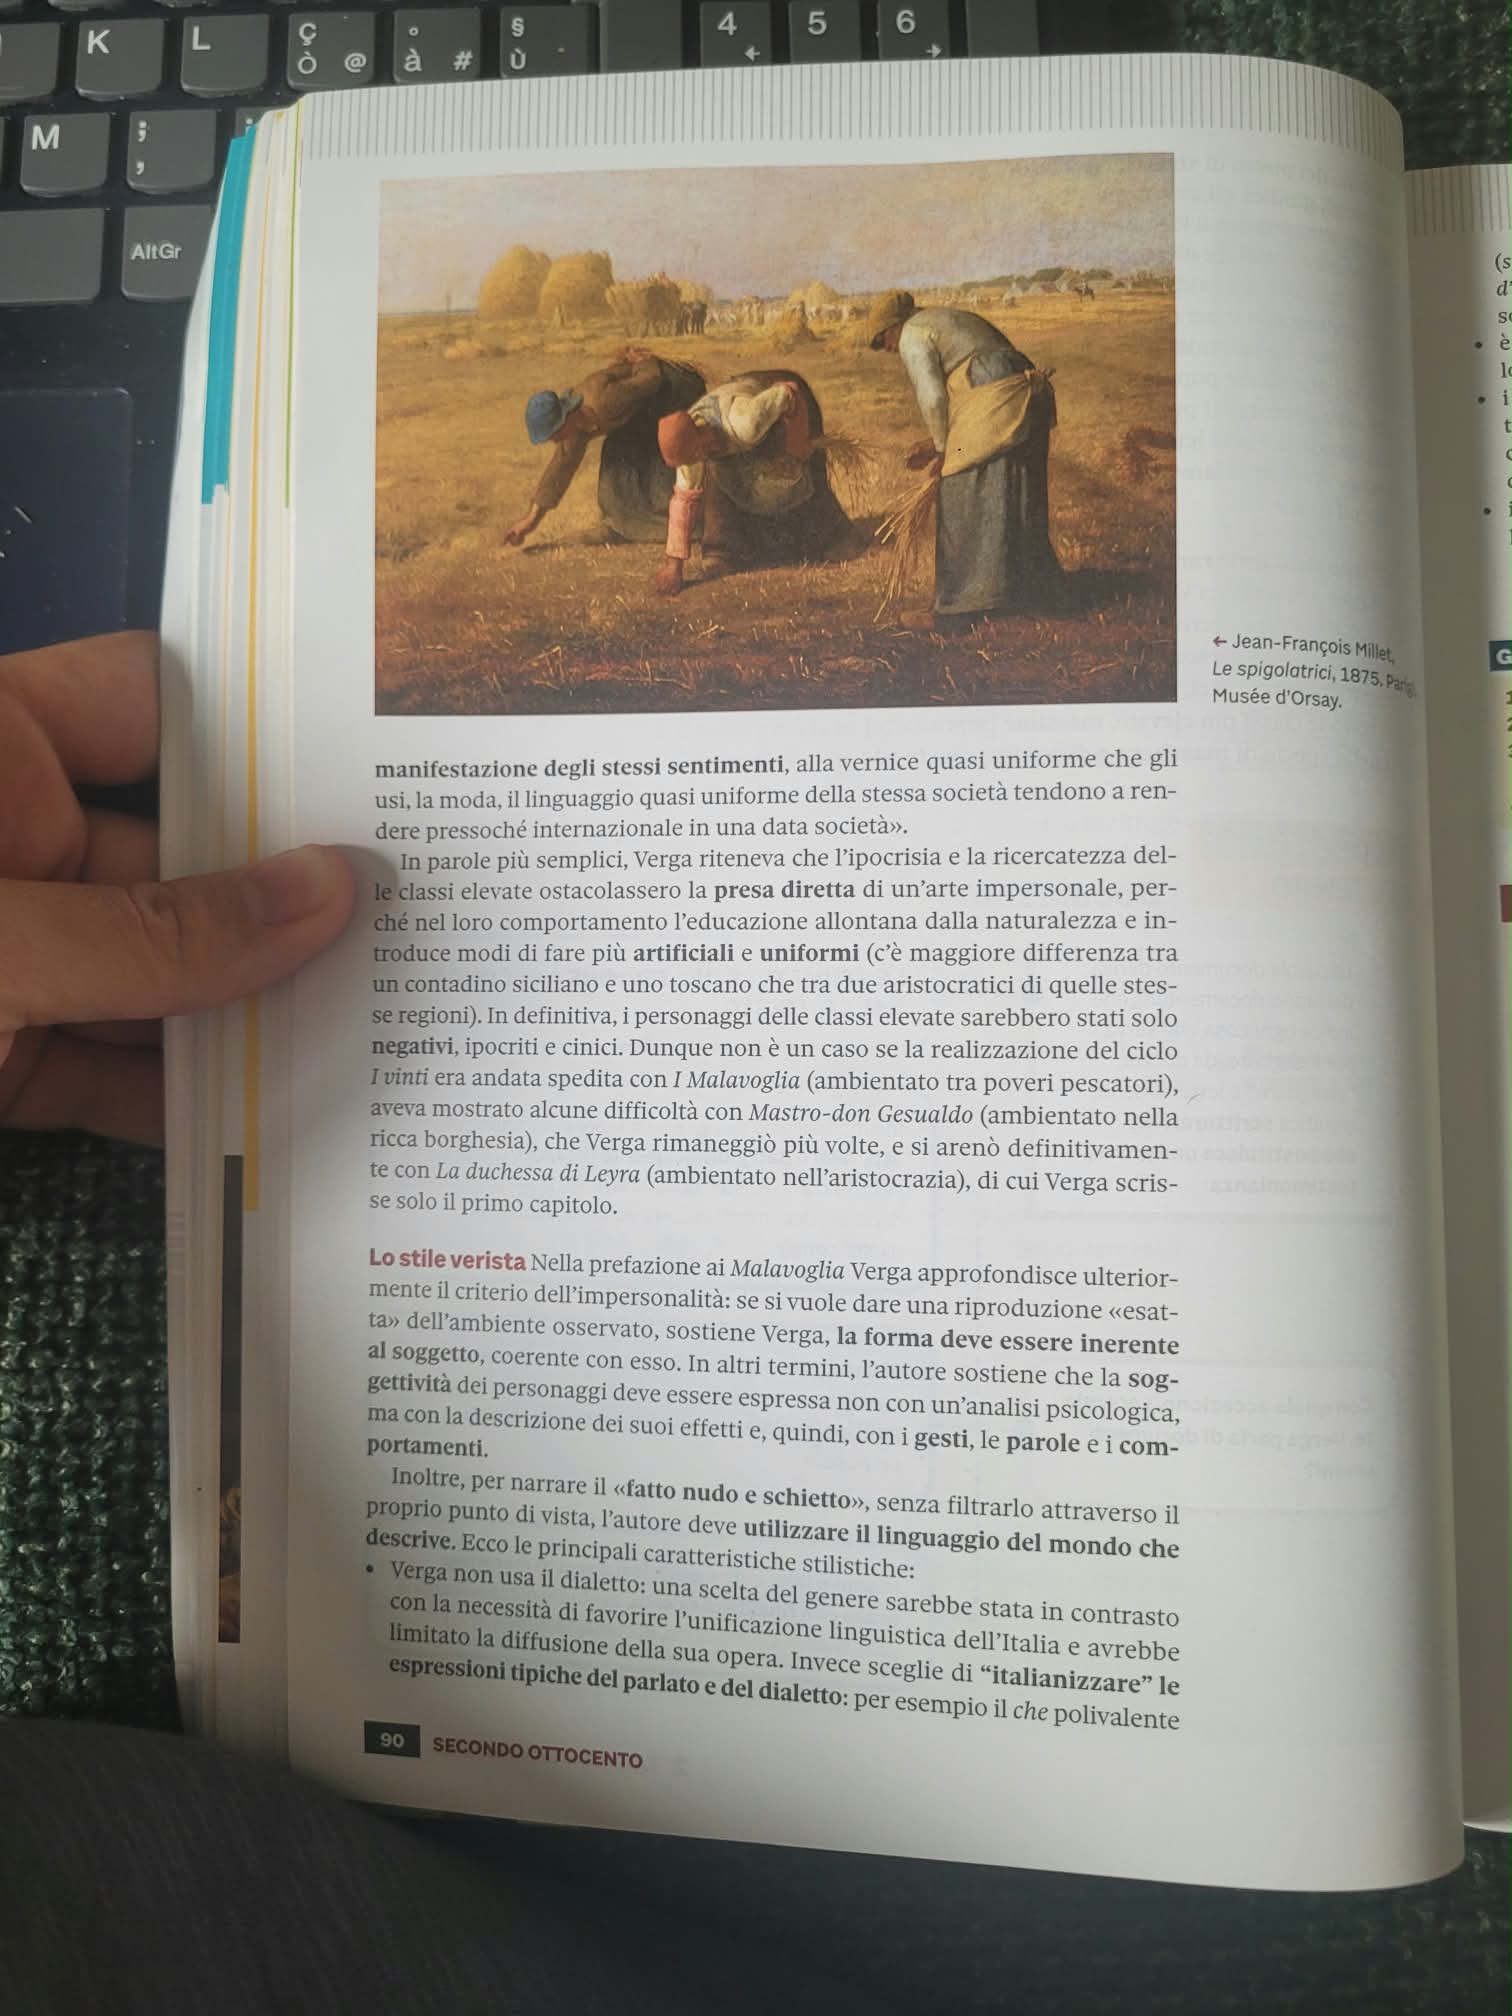 K
L
Ç
Ò @
°
à #
§
Ù
4
←
5
6
→
M
;
,
AltGr
← Jean-François Millet,
Le spigolatrici, 1875. Parigi,
Musée d'Orsay.
manifestazione degli stessi sentimenti, alla vernice quasi uniforme che gli
usi, la moda, il linguaggio quasi uniforme della stessa società tendono a ren-
dere pressoché internazionale in una data società».
In parole più semplici, Verga riteneva che l'ipocrisia e la ricercatezza del-
le classi elevate ostacolassero la presa diretta di un'arte impersonale, per-
ché nel loro comportamento l'educazione allontana dalla naturalezza e in-
troduce modi di fare più artificiali e uniformi (c'è maggiore differenza tra
un contadino siciliano e uno toscano che tra due aristocratici di quelle stes-
se regioni). In definitiva, i personaggi delle classi elevate sarebbero stati solo
negativi, ipocriti e cinici. Dunque non è un caso se la realizzazione del ciclo
I vinti era andata spedita con I Malavoglia (ambientato tra poveri pescatori),
aveva mostrato alcune difficoltà con Mastro-don Gesualdo (ambientato nella
ricca borghesia), che Verga rimaneggiò più volte, e si arenò definitivamen-
te con La duchessa di Leyra (ambientato nell'aristocrazia), di cui Verga scris-
se solo il primo capitolo.
Lo stile verista Nella prefazione ai Malavoglia Verga approfondisce ulterior-
mente il criterio dell'impersonalità: se si vuole dare una riproduzione «esat-
ta» dell'ambiente osservato, sostiene Verga, la forma deve essere inerente
al soggetto, coerente con esso. In altri termini, l'autore sostiene che la sog-
gettività dei personaggi deve essere espressa non con un'analisi psicologica,
ma con la descrizione dei suoi effetti e, quindi, con i gesti, le parole e i com-
portamenti.
Inoltre, per narrare il «fatto nudo e schietto», senza filtrarlo attraverso il
proprio punto di vista, l'autore deve utilizzare il linguaggio del mondo che
descrive. Ecco le principali caratteristiche stilistiche:
• Verga non usa il dialetto: una scelta del genere sarebbe stata in contrasto
con la necessità di favorire l'unificazione linguistica dell'Italia e avrebbe
limitato la diffusione della sua opera. Invece sceglie di "italianizzare" le
espressioni tipiche del parlato e del dialetto: per esempio il che polivalente
90 SECONDO OTTOCENTO